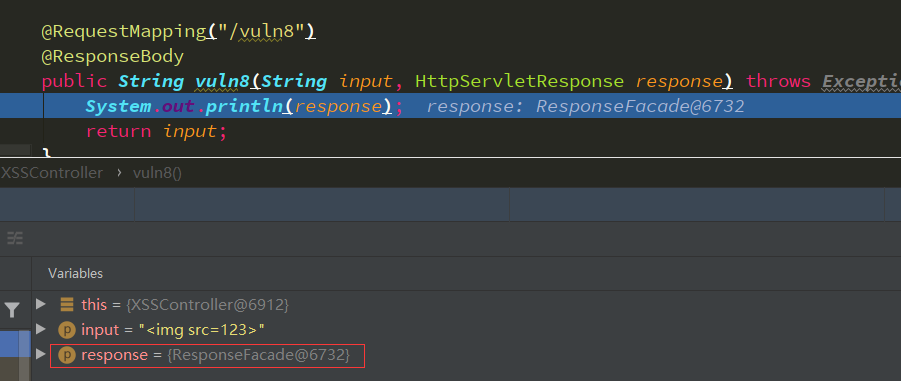 @RequestMapping("/vuln8")
@ResponseBody
public String vuln8(String input, HttpServletResponse response) throws Exceptio
System.out.println(response);  response: ResponseFacade@6732
return input;
}
XSSController › vuln8()
Variables
this = {XSSController@6912}
p input = "<img src=123>"
p response = {ResponseFacade@6732}